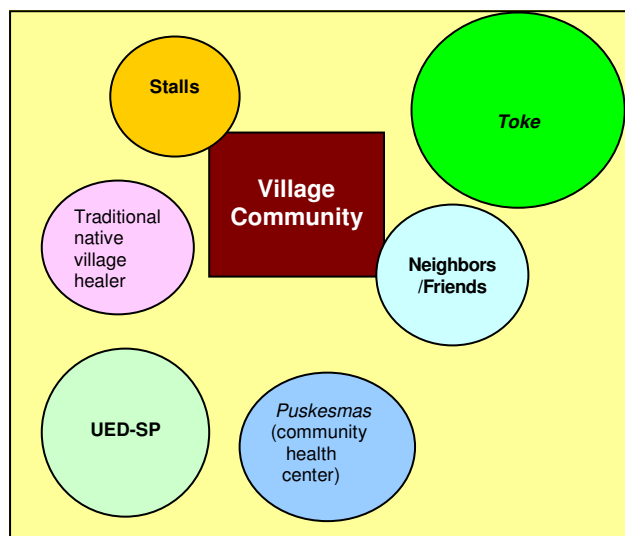 Stalls
Toke
Village
Community
Traditional
native
village
healer
Neighbors
/Friends
UED-SP
Puskesmas
(community
health
center)